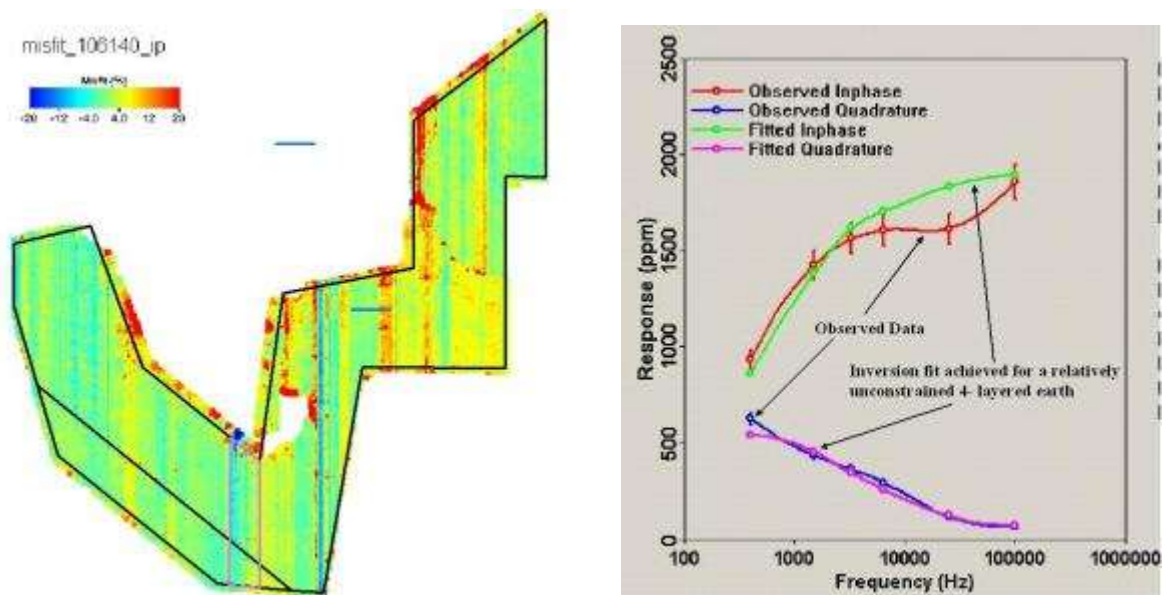 misfit_106140_ip
Misfit (%)
-20 -12 -4.0 4.0 12 20
2500
2000
1500
1000
500
0
Response (ppm)
Observed Inphase
Observed Quadrature
Fitted Inphase
Fitted Quadrature
Observed Data
Inversion fit achieved for a relatively
unconstrained 4- layered earth
100 1000 10000 100000 1000000
Frequency (Hz)